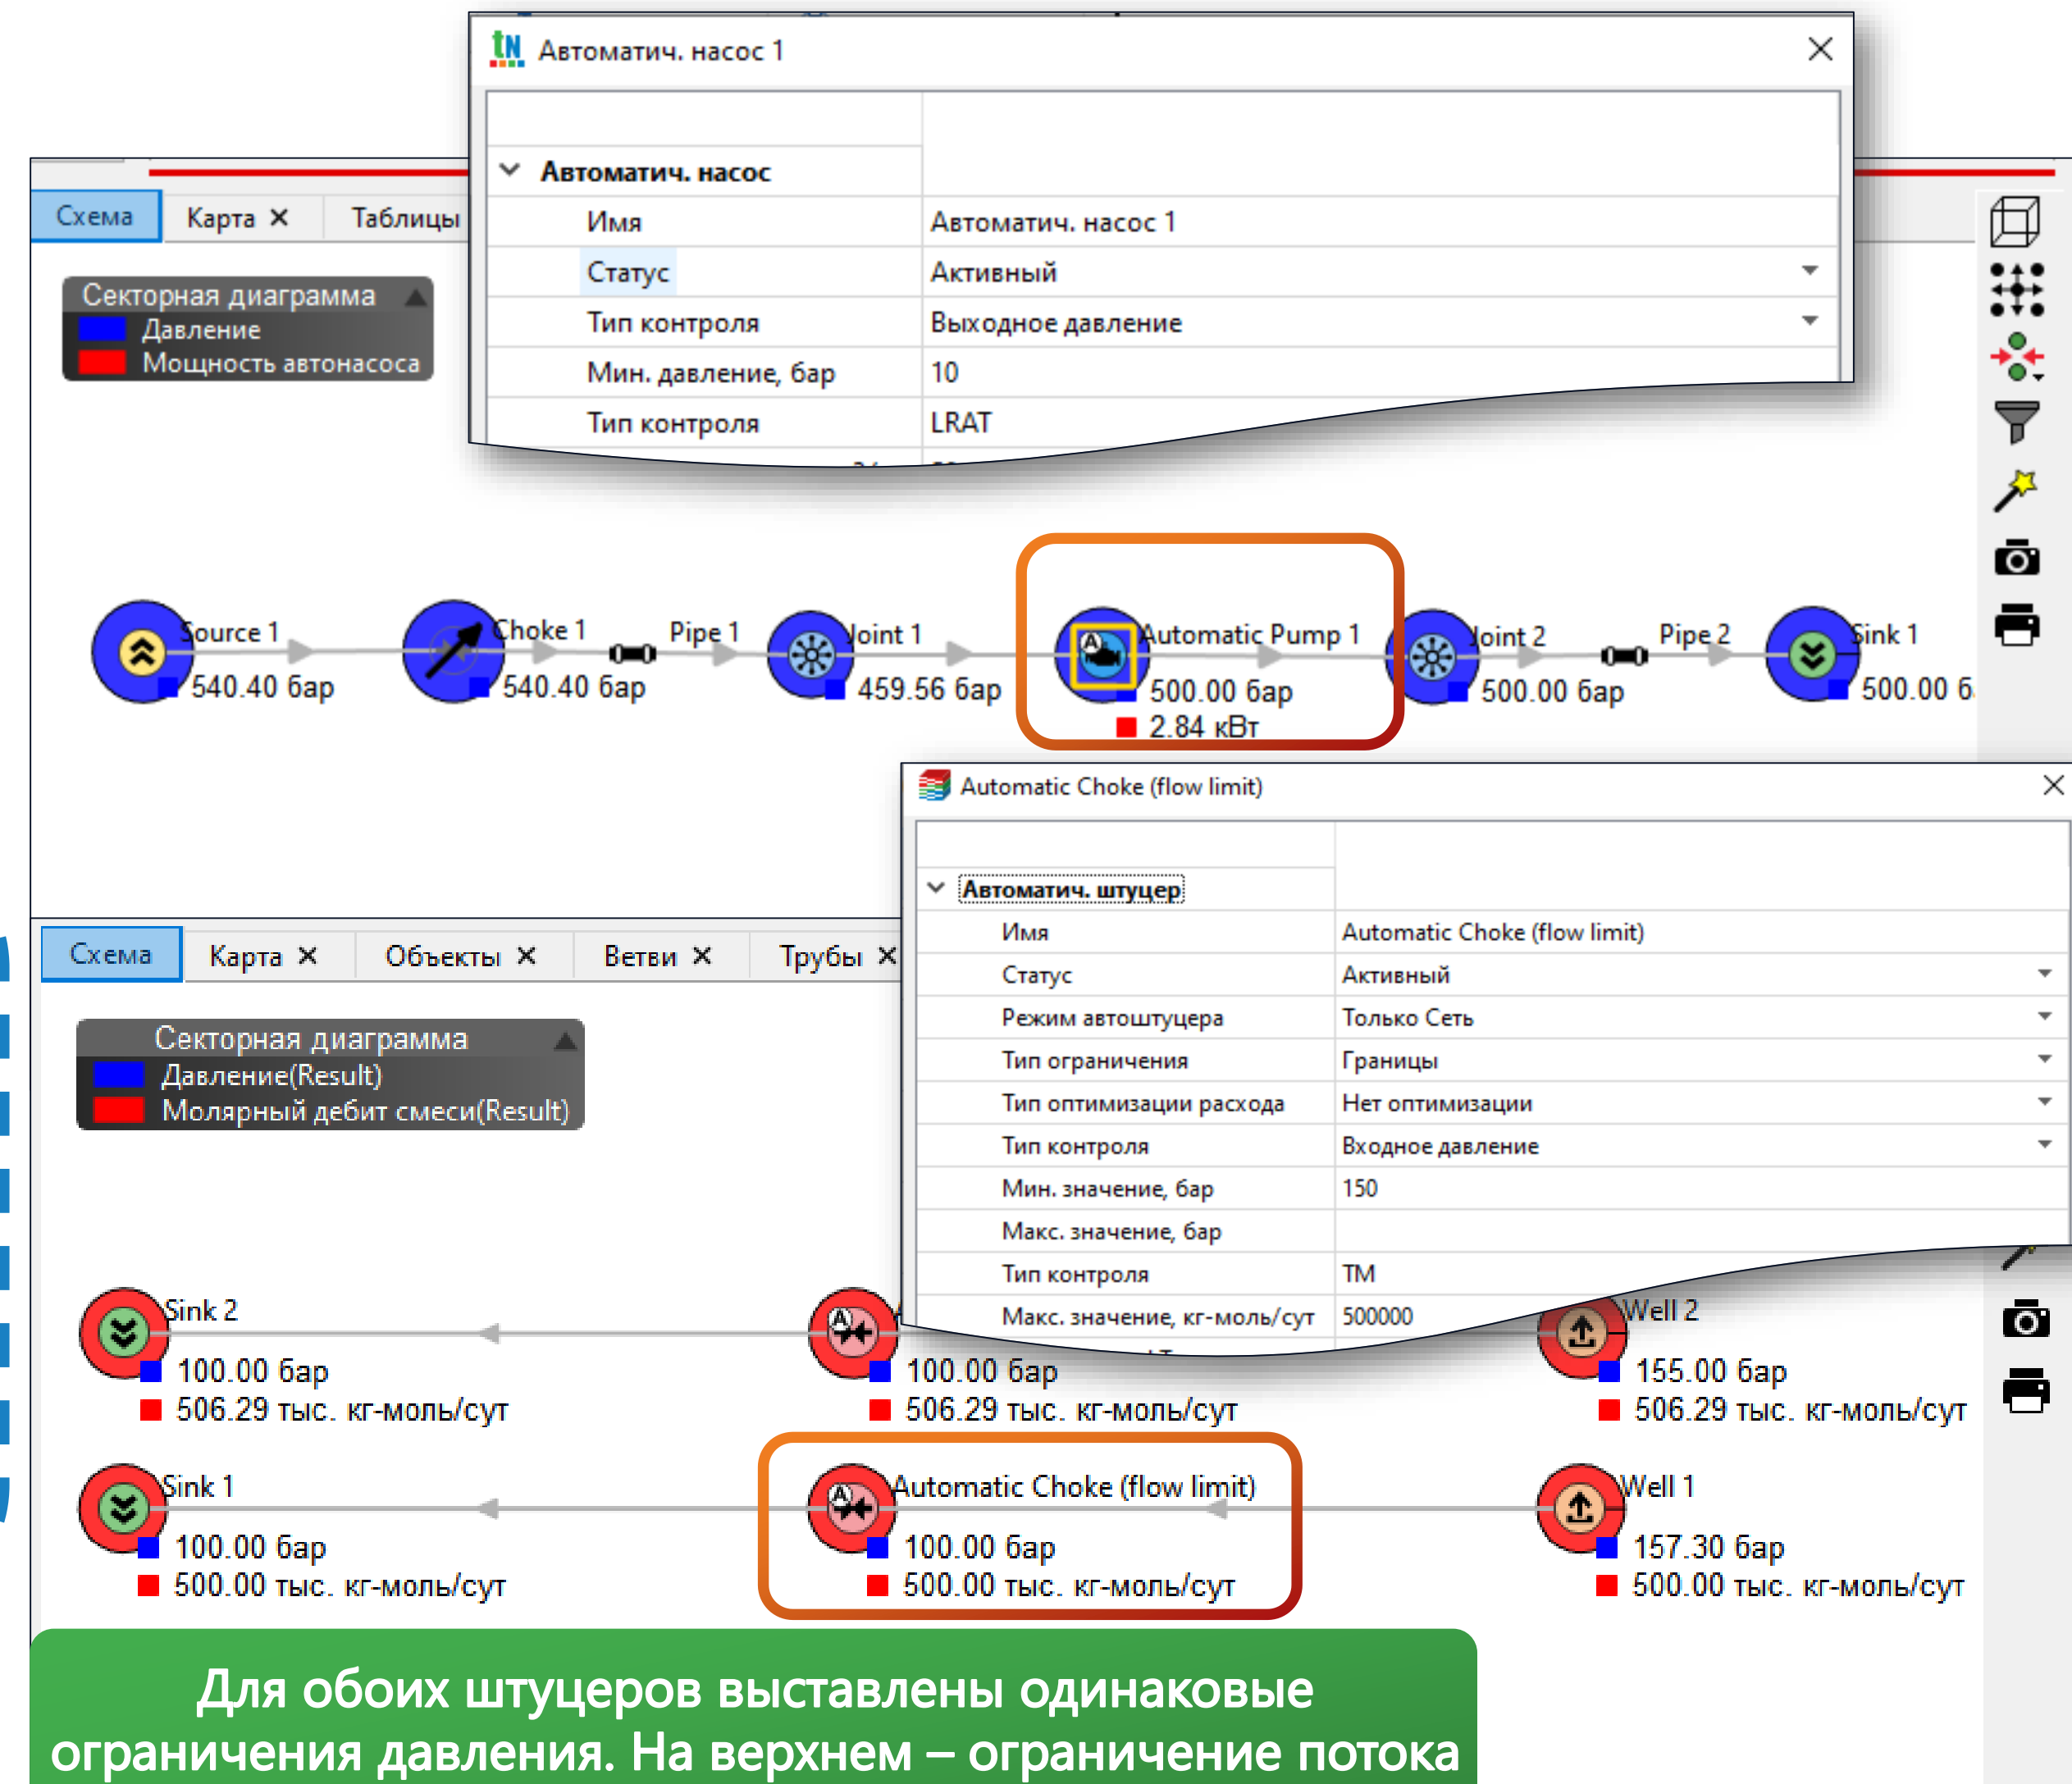 Автоматич. насос 1
Автоматич. насос
Имя Автоматич. насос 1
Статус Активный
Тип контроля Выходное давление
Мин. давление, бар 10
Тип контроля LRAT
Схема Карта Таблицы
Секторная диаграмма
Давление
Мощность автонасоса
Source 1
540.40 бар
Choke 1
540.40 бар
Pipe 1
Joint 1
459.56 бар
Automatic Pump 1
500.00 бар
2.84 кВт
Joint 2
500.00 бар
Pipe 2
Sink 1
500.00 б
Automatic Choke (flow limit)
Автоматич. штуцер
Имя Automatic Choke (flow limit)
Статус Активный
Режим автоштуцера Только Сеть
Тип ограничения Границы
Тип оптимизации расхода Нет оптимизации
Тип контроля Входное давление
Мин. значение, бар 150
Макс. значение, бар
Тип контроля TM
Макс. значение, кг-моль/сут 500000
Схема Карта Объекты Ветви Трубы
Секторная диаграмма
Давление(Result)
Молярный дебит смеси(Result)
Sink 2
100.00 бар
506.29 тыс. кг-моль/сут
100.00 бар
506.29 тыс. кг-моль/сут
Well 2
155.00 бар
506.29 тыс. кг-моль/сут
Sink 1
100.00 бар
500.00 тыс. кг-моль/сут
Automatic Choke (flow limit)
100.00 бар
500.00 тыс. кг-моль/сут
Well 1
157.30 бар
500.00 тыс. кг-моль/сут
Для обоих штуцеров выставлены одинаковые
ограничения давления. На верхнем – ограничение потока